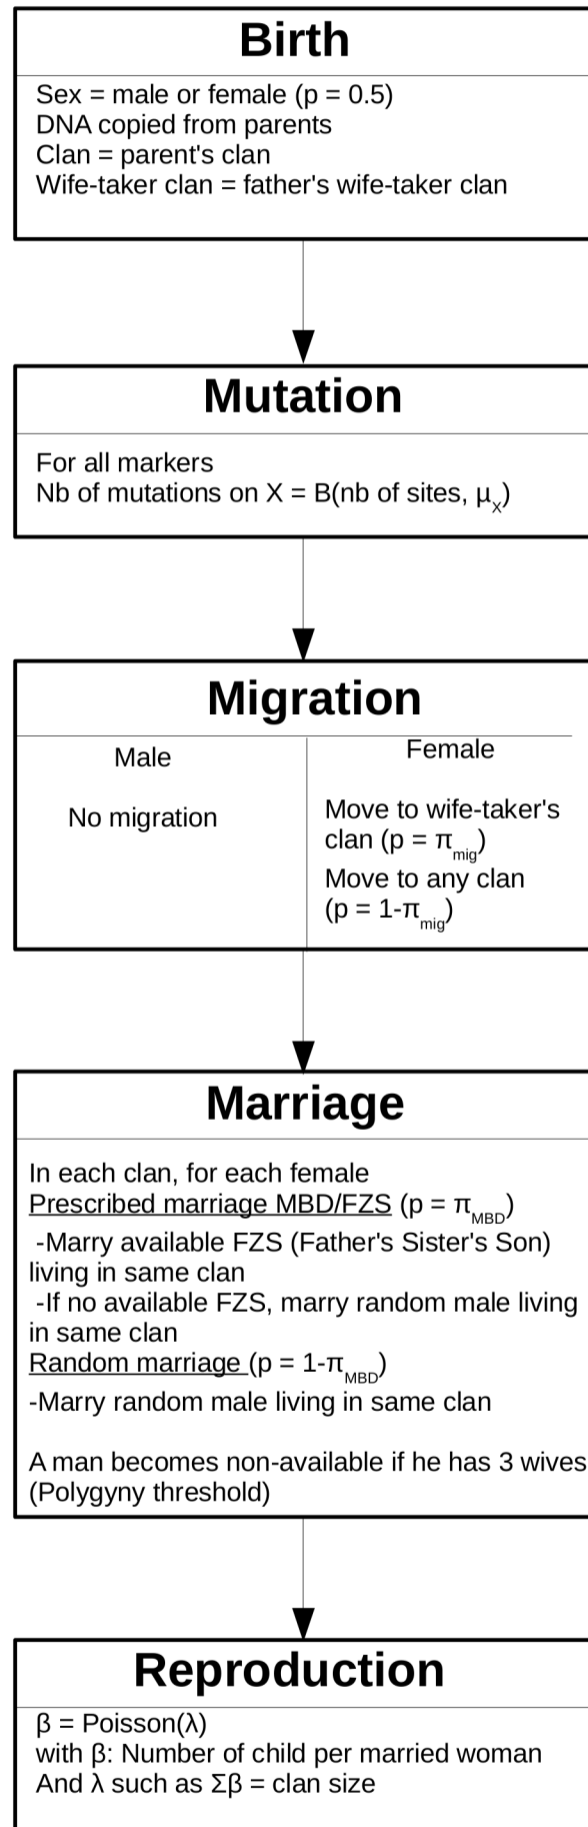 Birth
Sex = male or female (p = 0.5)
DNA copied from parents
Clan = parent's clan
Wife-taker clan = father's wife-taker clan
Mutation
For all markers
Nb of mutations on X = B(nb of sites, μ_X)
Migration
Male
No migration
Female
Move to wife-taker's
clan (p = π_mig)
Move to any clan
(p = 1-π_mig)
Marriage
In each clan, for each female
Prescribed marriage MBD/FZS (p = π_MBD)
-Marry available FZS (Father's Sister's Son)
living in same clan
-If no available FZS, marry random male living
in same clan
Random marriage (p = 1-π_MBD)
-Marry random male living in same clan
A man becomes non-available if he has 3 wives
(Polygyny threshold)
Reproduction
β = Poisson(λ)
with β: Number of child per married woman
And λ such as Σβ = clan size